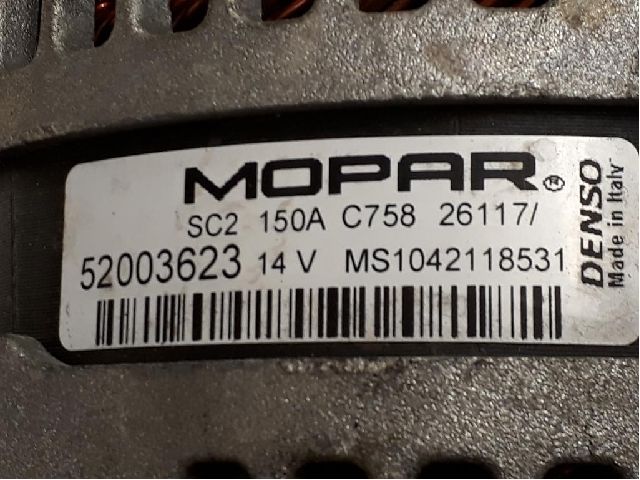 MOPAR®
SC2 150A C758 26117/
52003623 14 V MS1042118531
DENSO
Made in Italy